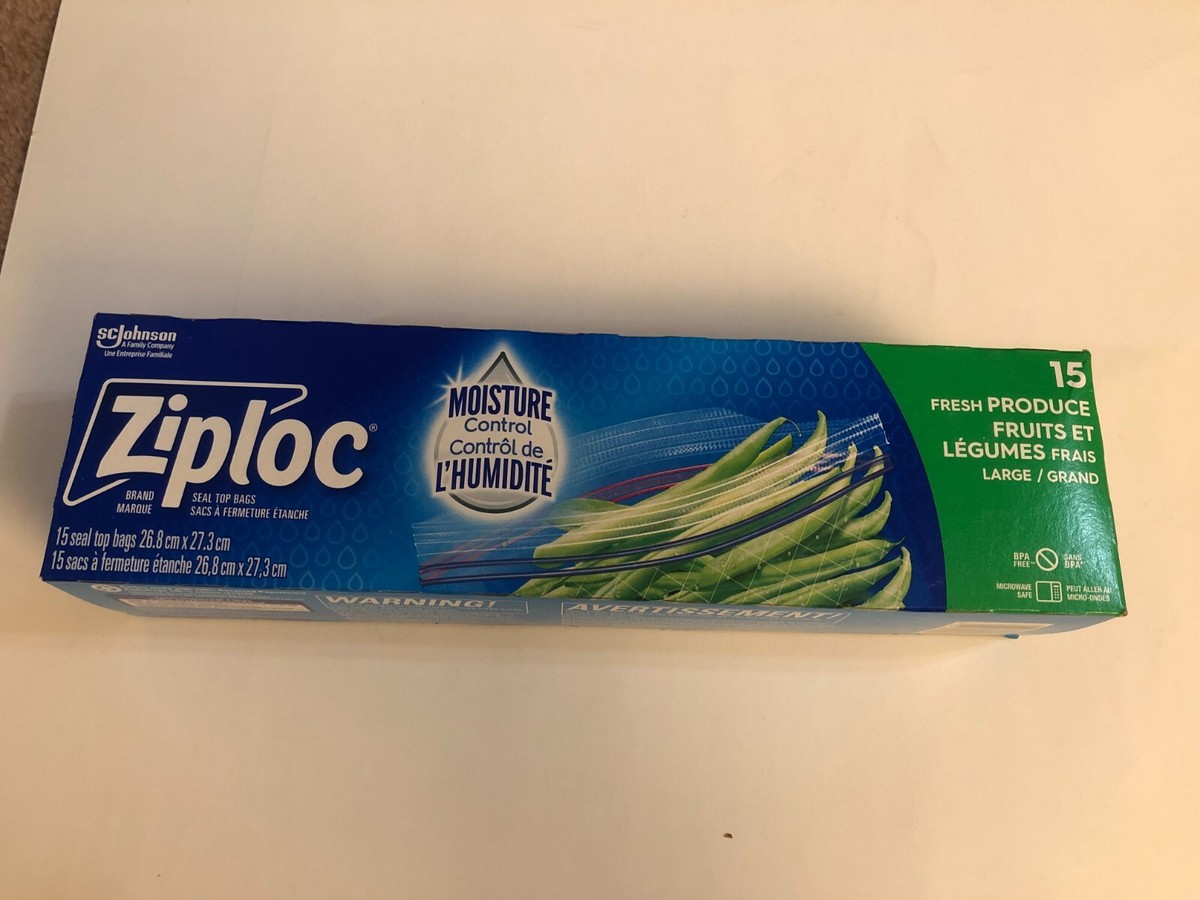 SC Johnson
A Family Company
Une Entreprise Familiale
Ziploc®
BRAND
MARQUE
SEAL TOP BAGS
SACS À FERMETURE ÉTANCHE
15 seal top bags 26.8 cm x 27.3 cm
15 sacs à fermeture étanche 26,8 cm x 27,3 cm
MOISTURE
Control
Contrôl de
L'HUMIDITÉ
15
FRESH PRODUCE
FRUITS ET
LÉGUMES FRAIS
LARGE / GRAND
BPA
FREE
SANS
BPA
MICROWAVE
SAFE
PEUT ALLER AU
MICRO-ONDES
WARNING!
AVERTISSEMENT!